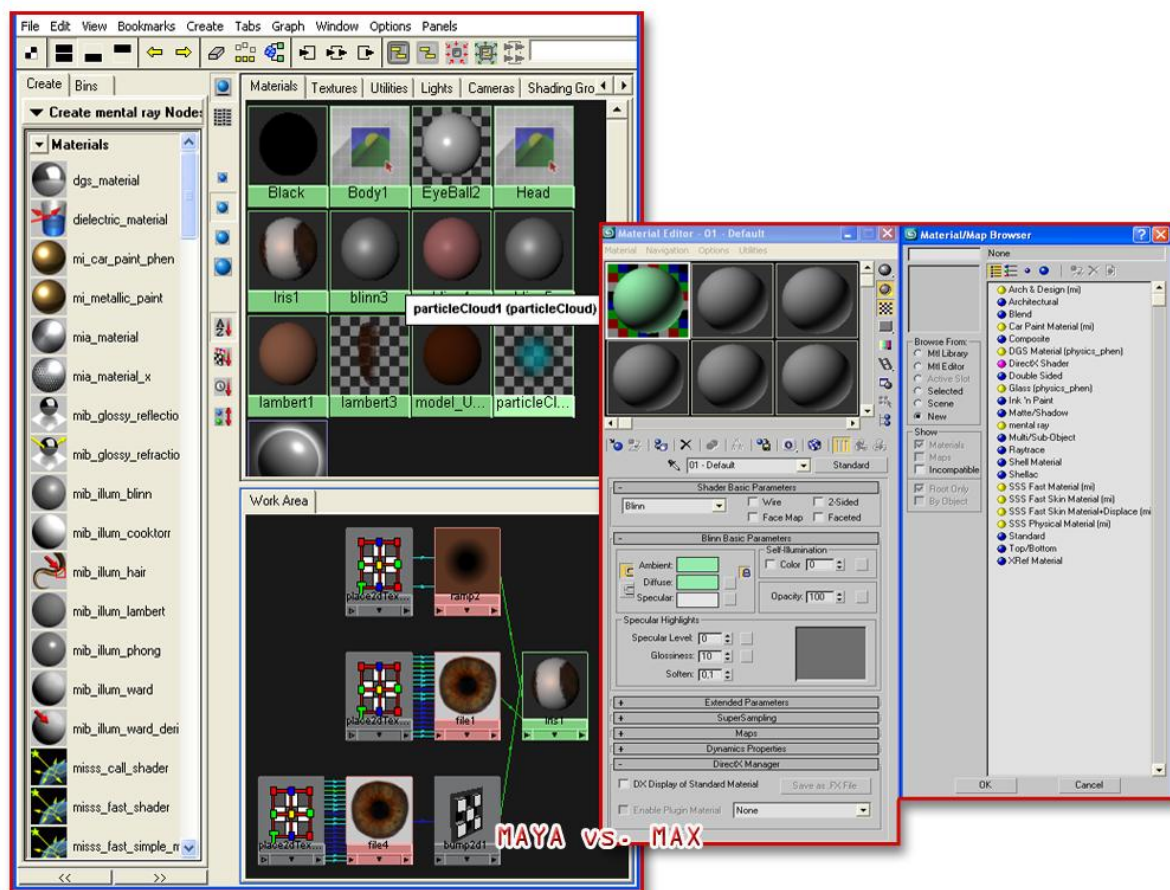 File Edit View Bookmarks Create Tabs Graph Window Options Panels
Create Bins
Create mental ray Nodes
Materials
dgs_material
dielectric_material
mi_car_paint_phen
mi_metallic_paint
mia_material
mia_material_x
mib_glossy_reflectio
mib_glossy_refractio
mib_illum_blinn
mib_illum_cooktorr
mib_illum_hair
mib_illum_lambert
mib_illum_phong
mib_illum_ward
mib_illum_ward_deri
misss_call_shader
misss_fast_shader
misss_fast_simple_m
<< >>
Materials Textures Utilities Lights Cameras Shading Gro
Black Body1 EyeBall2 Head
Iris1 blinn3
particleCloud1 (particleCloud)
lambert1 lambert3 model_U... particleCl...
Work Area
place2dTex... ramp2
place2dTex... file1 Iris1
place2dTex... file4 bump2d1
Material Editor - 01 - Default
Material Navigation Options Utilities
01 - Default Standard
Shader Basic Parameters
Blinn Wire 2-Sided
Face Map Faceted
Blinn Basic Parameters
Self-Illumination
Ambient: Color 0
Diffuse:
Specular: Opacity: 100
Specular Highlights
Specular Level: 0
Glossiness: 10
Soften: 0,1
Extended Parameters
SuperSampling
Maps
Dynamics Properties
DirectX Manager
DX Display of Standard Material Save as .FX File
Enable Plugin Material None
Material/Map Browser
None
Browse From:
Mtl Library
Mtl Editor
Active Slot
Selected
Scene
New
Show
Materials
Maps
Incompatible
Root Only
By Object
Arch & Design (mi)
Architectural
Blend
Car Paint Material (mi)
Composite
DGS Material (physics_phen)
DirectX Shader
Double Sided
Glass (physics_phen)
Ink 'n Paint
Matte/Shadow
mental ray
Multi/Sub-Object
Raytrace
Shell Material
Shellac
SSS Fast Material (mi)
SSS Fast Skin Material (mi)
SSS Fast Skin Material+Displace (mi
SSS Physical Material (mi)
Standard
Top/Bottom
XRef Material
OK Cancel
MAYA vs. MAX